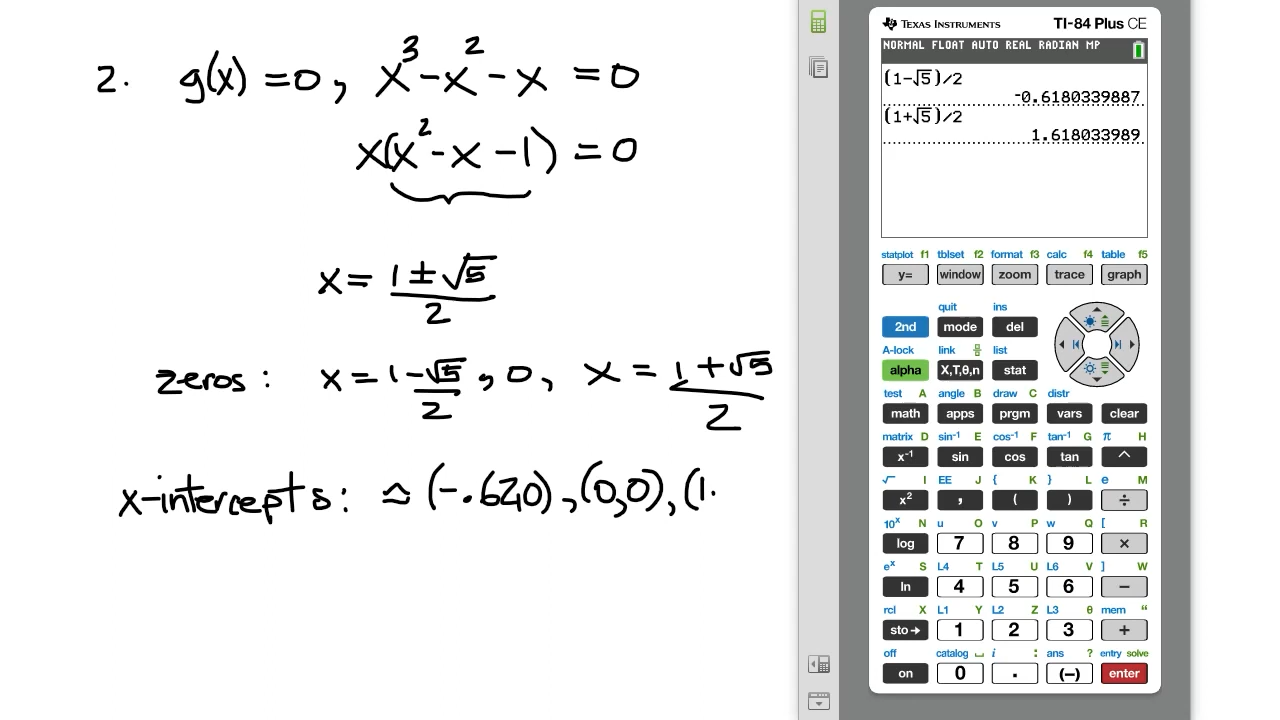 2. g(x) = 0, x³ - x² - x = 0
x(x² - x - 1) = 0
x = 1 ± √5 / 2
zeros: x = 1 - √5 / 2, 0, x = 1 + √5 / 2
x-intercepts: ≈ (-.62,0), (0,0), (1.
TEXAS INSTRUMENTS TI-84 Plus CE
NORMAL FLOAT AUTO REAL RADIAN MP
(1-√5)/2
-0.6180339887
(1+√5)/2
1.618033989
statplot f1 tblset f2 format f3 calc f4 table f5
y= window zoom trace graph
quit ins
2nd mode del
A-lock link list
alpha X,T,θ,n stat
test A angle B draw C distr
math apps prgm vars clear
matrix D sin⁻¹ E cos⁻¹ F tan⁻¹ G π H
x⁻¹ sin cos tan ^
√ I EE J { K } L e M
x² , ( ) ÷
10ˣ N u O v P w Q [ R
log 7 8 9 ×
eˣ S L4 T L5 U L6 V ] W
ln 4 5 6 −
rcl X L1 Y L2 Z L3 θ mem “
sto→ 1 2 3 +
off catalog ⎵ i : ans ? entry solve
on 0 . (−) enter